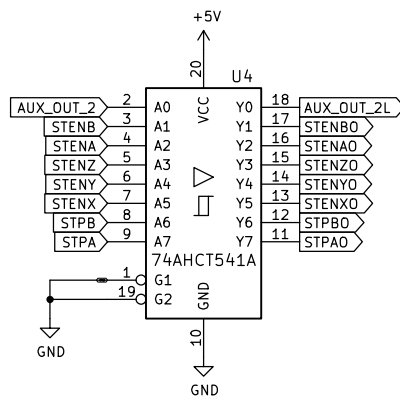 +5V
20
U4
VCC
AUX_OUT_2 2 A0 Y0 18 AUX_OUT_2L
STENB 3 A1 Y1 17 STENBO
STENA 4 A2 Y2 16 STENAO
STENZ 5 A3 Y3 15 STENZO
STENY 6 A4 Y4 14 STENYO
STENX 7 A5 Y5 13 STENXO
STPB 8 A6 Y6 12 STPBO
STPA 9 A7 Y7 11 STPAO
74AHCT541A
1 G1
19 G2
GND
10
GND
GND